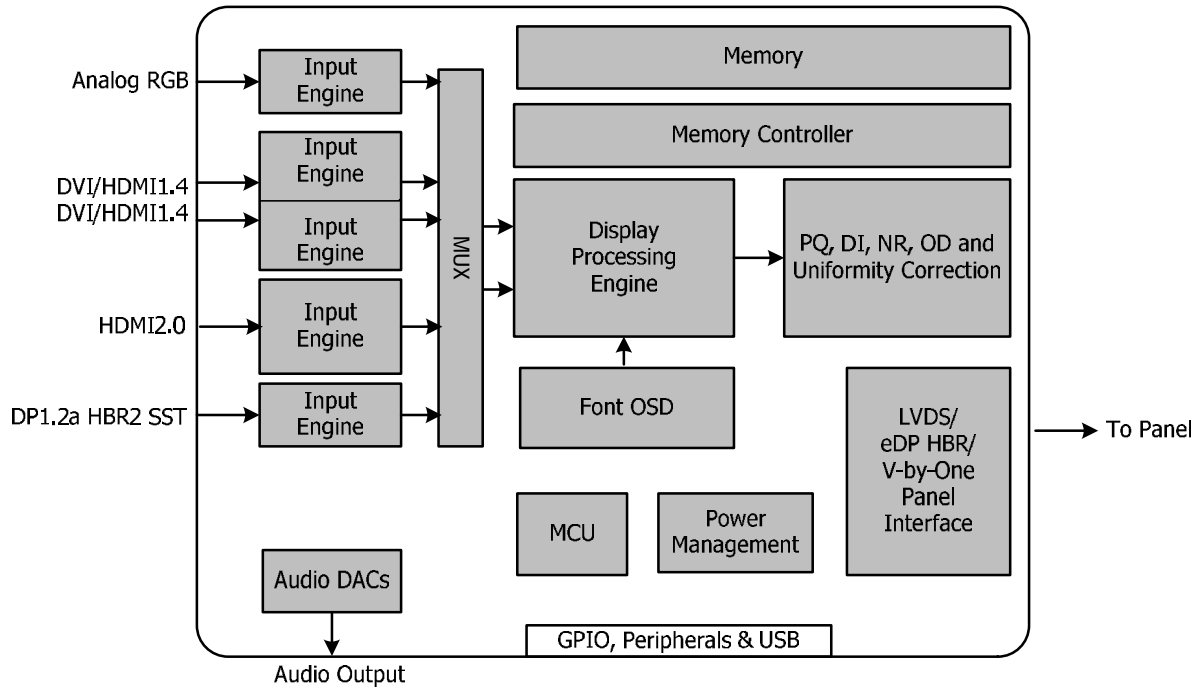 Analog RGB
Input
Engine
DVI/HDMI1.4
Input
Engine
DVI/HDMI1.4
Input
Engine
HDMI2.0
Input
Engine
DP1.2a HBR2 SST
Input
Engine
MUX
Memory
Memory Controller
Display
Processing
Engine
PQ, DI, NR, OD and
Uniformity Correction
Font OSD
LVDS/
eDP HBR/
V-by-One
Panel
Interface
To Panel
MCU
Power
Management
Audio DACs
GPIO, Peripherals & USB
Audio Output